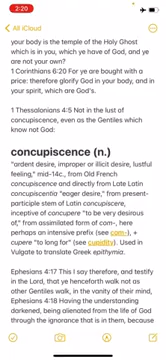 2:20
All iCloud
your body is the temple of the Holy Ghost
which is in you, which ye have of God, and ye
are not your own?
1 Corinthians 6:20 For ye are bought with a
price: therefore glorify God in your body, and in
your spirit, which are God's.
1 Thessalonians 4:5 Not in the lust of
concupiscence, even as the Gentiles which
know not God:
concupiscence (n.)
"ardent desire, improper or illicit desire, lustful
feeling," mid-14c., from Old French
concupiscence and directly from Late Latin
concupiscentia "eager desire," from present-
participle stem of Latin concupiscere,
inceptive of concupere "to be very desirous of,"
from assimilated form of com-, here
perhaps an intensive prefix (see com-), +
cupere "to long for" (see cupidity). Used in
Vulgate to translate Greek epithymia.
Ephesians 4:17 This I say therefore, and testify
in the Lord, that ye henceforth walk not as
other Gentiles walk, in the vanity of their mind,
Ephesians 4:18 Having the understanding
darkened, being alienated from the life of God
through the ignorance that is in them, because